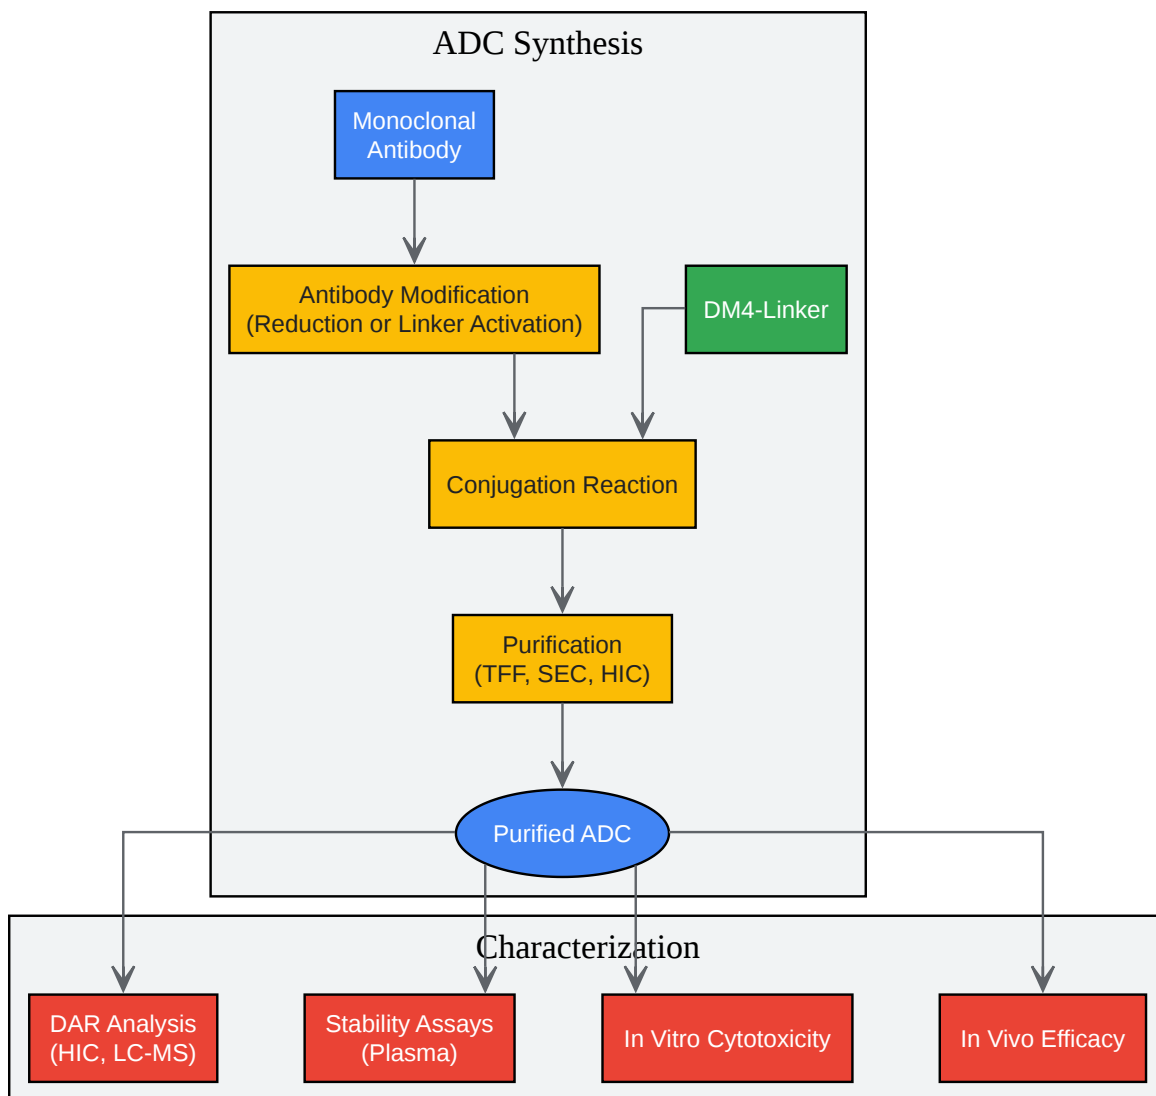 ADC Synthesis
Monoclonal
Antibody
Antibody Modification
(Reduction or Linker Activation)
DM4-Linker
Conjugation Reaction
Purification
(TFF, SEC, HIC)
Purified ADC
Characterization
DAR Analysis
(HIC, LC-MS)
Stability Assays
(Plasma)
In Vitro Cytotoxicity
In Vivo Efficacy